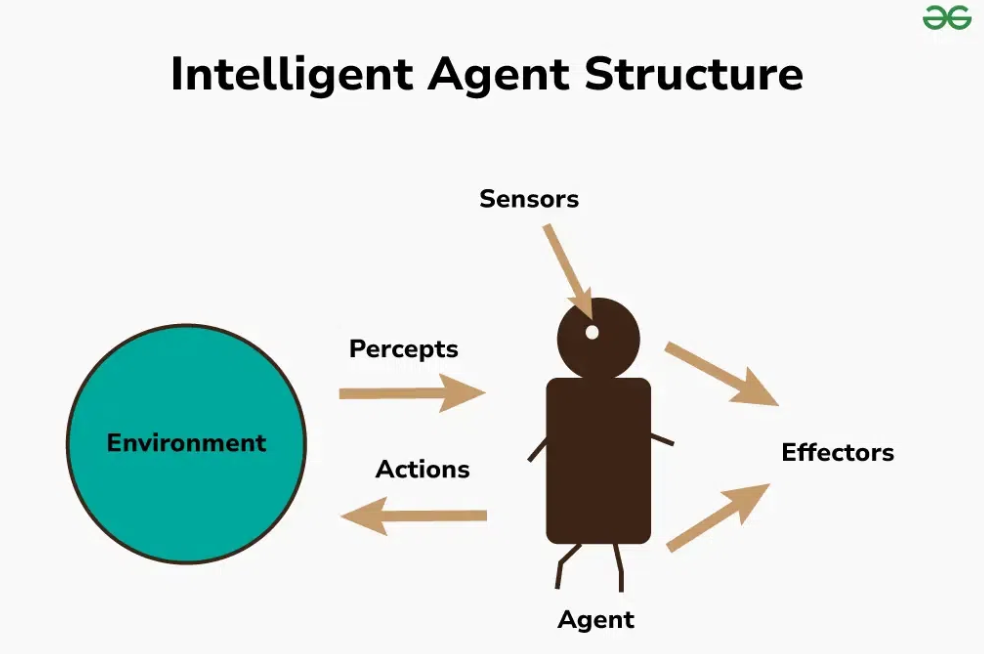 Intelligent Agent Structure
Sensors
Percepts
Environment
Actions
Effectors
Agent